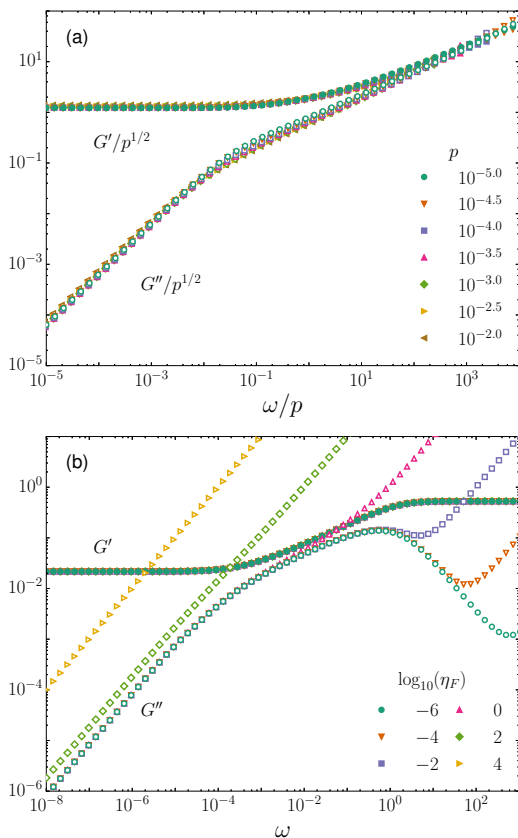 (a)
10^1
10^{-1}
10^{-3}
10^{-5}
G′/p^{1/2}
G″/p^{1/2}
p
10^{−5.0}
10^{−4.5}
10^{−4.0}
10^{−3.5}
10^{−3.0}
10^{−2.5}
10^{−2.0}
10^{-5} 10^{-3} 10^{-1} 10^1 10^3
ω/p
(b)
10^0
10^{-2}
10^{-4}
10^{-6}
G′
G″
log_{10}(η_F)
−6 0
−4 2
−2 4
10^{-8} 10^{-6} 10^{-4} 10^{-2} 10^0 10^2
ω